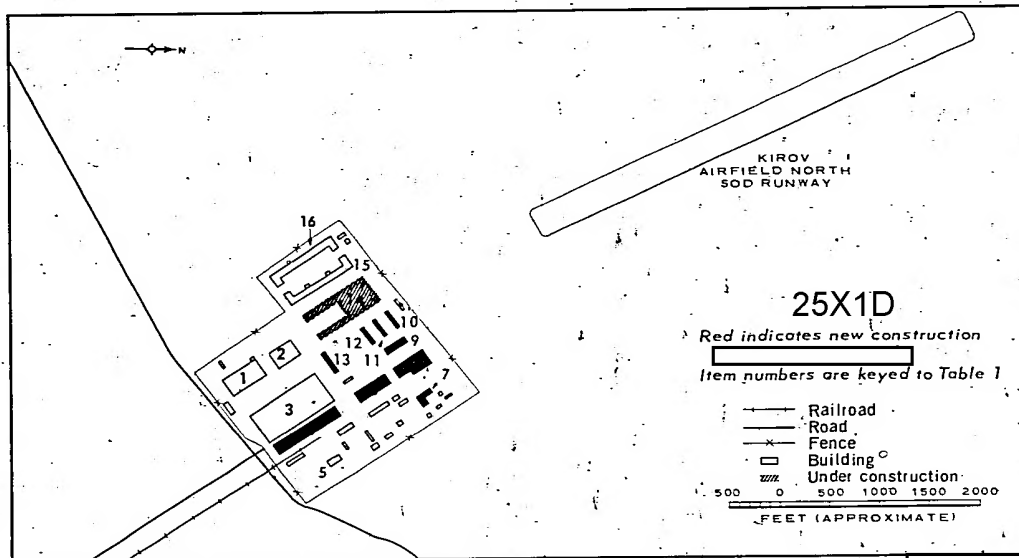 N
KIROV
AIRFIELD NORTH
SOD RUNWAY
16
15
25X1D
Red indicates new construction
Item numbers are keyed to Table 1
10
12
9
11
13
2
1
7
3
5
Railroad
Road
Fence
Building
Under construction
500 0 500 1000 1500 2000
FEET (APPROXIMATE)